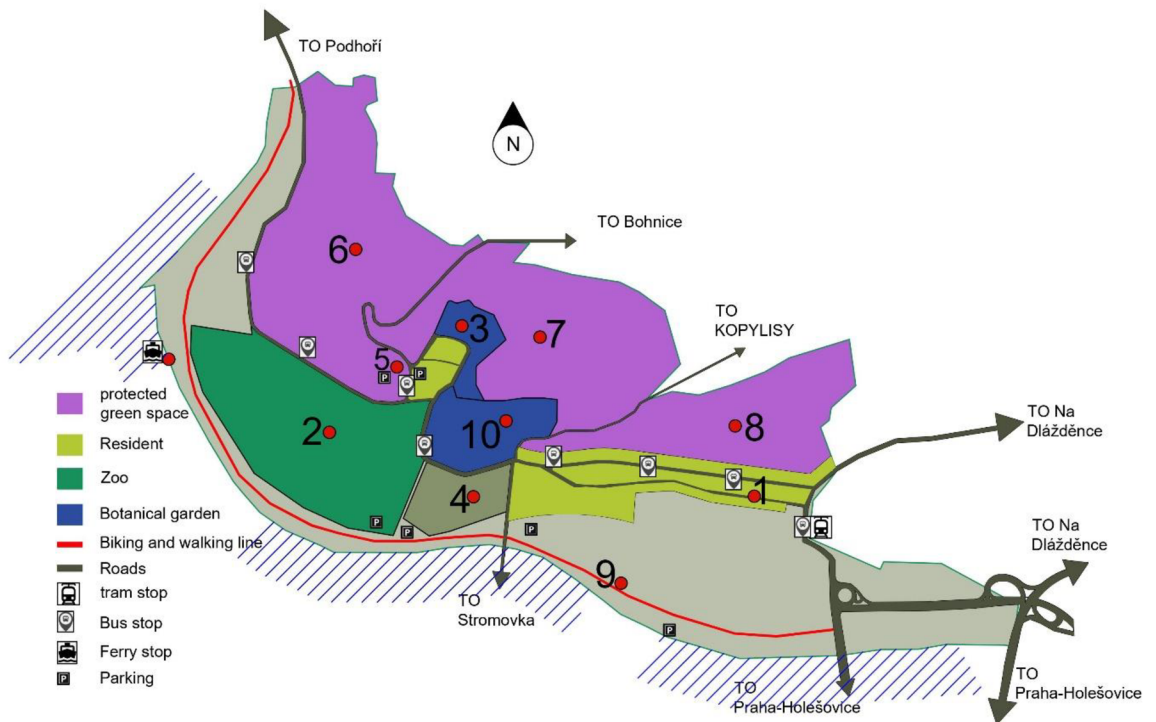 TO Podhoří
N
TO Bohnice
6
TO
KOPYLISY
3
7
5
P
P
TO Na
Dlážděnce
protected
green space
8
2
10
Resident
Zoo
1
4
P
P
P
Botanical garden
TO Na
Dlážděnce
Biking and walking line
Roads
9
tram stop
TO
Stromovka
Bus stop
P
Ferry stop
TO
Praha-Holešovice
TO
Praha-Holešovice
P
Parking